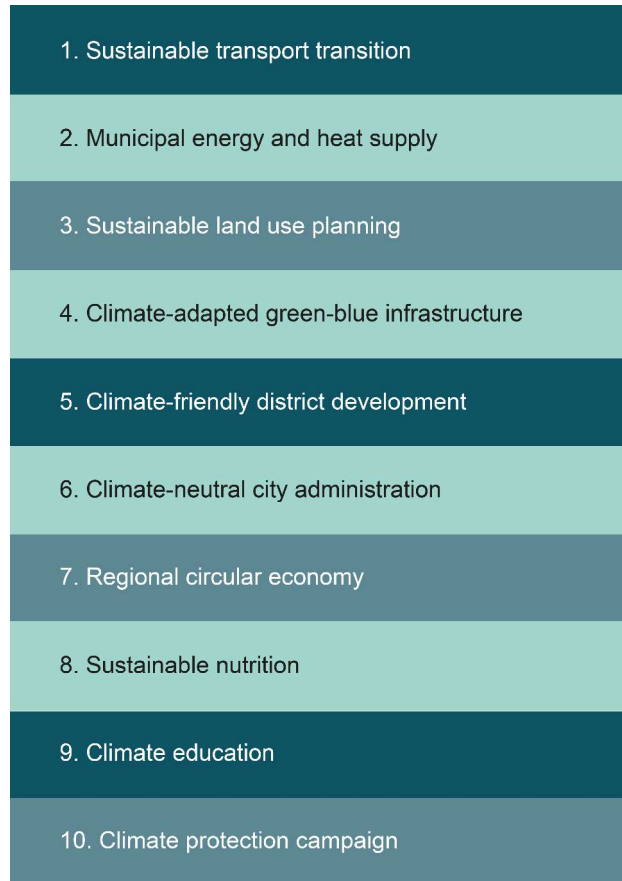 1. Sustainable transport transition
2. Municipal energy and heat supply
3. Sustainable land use planning
4. Climate-adapted green-blue infrastructure
5. Climate-friendly district development
6. Climate-neutral city administration
7. Regional circular economy
8. Sustainable nutrition
9. Climate education
10. Climate protection campaign